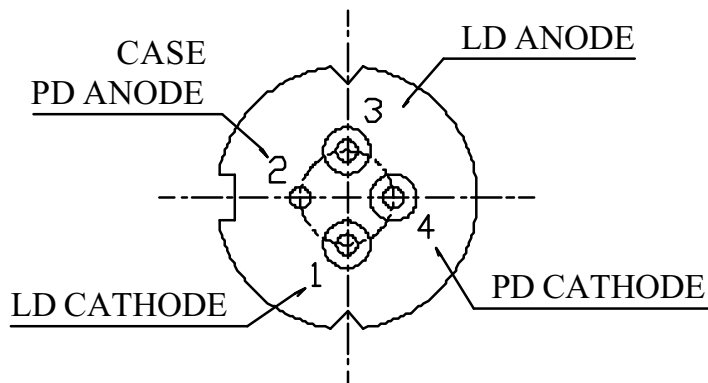 LD ANODE
CASE
PD ANODE
3
2
4
1
PD CATHODE
LD CATHODE